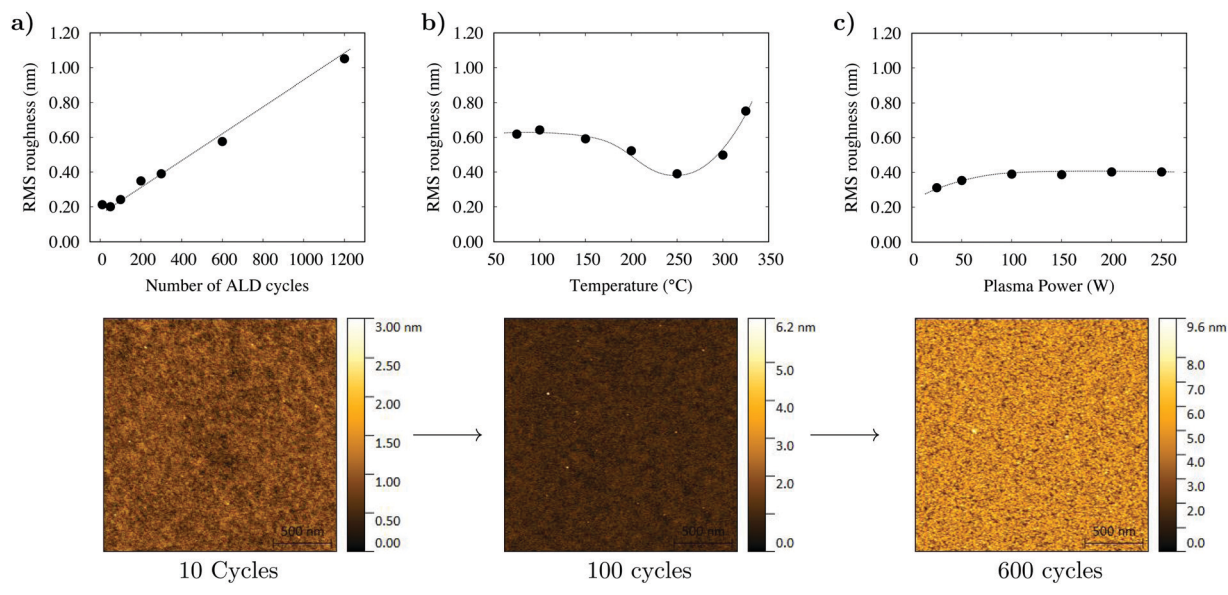 a)
1.20
1.00
0.80
0.60
0.40
0.20
0.00
RMS roughness (nm)
0 200 400 600 800 1000 1200
Number of ALD cycles
b)
1.20
1.00
0.80
0.60
0.40
0.20
0.00
RMS roughness (nm)
50 100 150 200 250 300 350
Temperature (°C)
c)
1.20
1.00
0.80
0.60
0.40
0.20
0.00
RMS roughness (nm)
0 50 100 150 200 250
Plasma Power (W)
3.00 nm
2.50
2.00
1.50
1.00
0.50
0.00
500 nm
10 Cycles
6.2 nm
5.0
4.0
3.0
2.0
1.0
0.0
500 nm
100 cycles
9.6 nm
8.0
7.0
6.0
5.0
4.0
3.0
2.0
1.0
0.0
500 nm
600 cycles